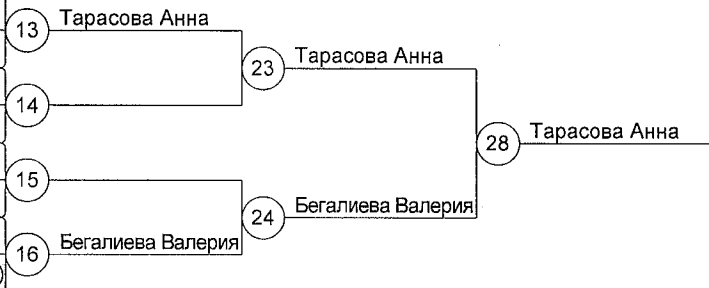 13 Тарасова Анна
23 Тарасова Анна
14
28 Тарасова Анна
15
24 Бегалиева Валерия
16 Бегалиева Валерия